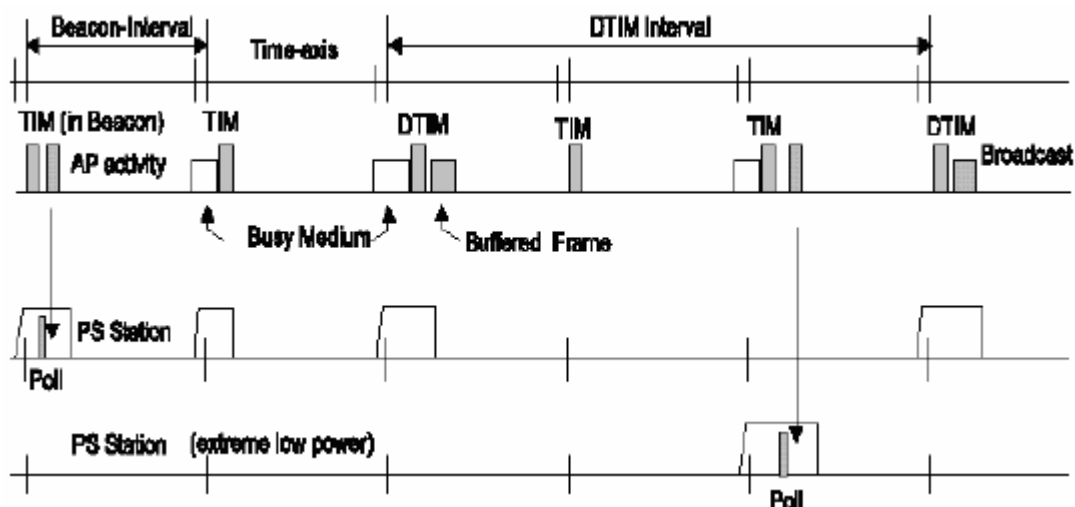 Beacon-Interval
Time-axis
DTIM Interval
TIM (in Beacon)
TIM
DTIM
TIM
TIM
DTIM
AP activity
Broadcast
Busy Medium
Buffered Frame
PS Station
Poll
PS Station (extreme low power)
Poll